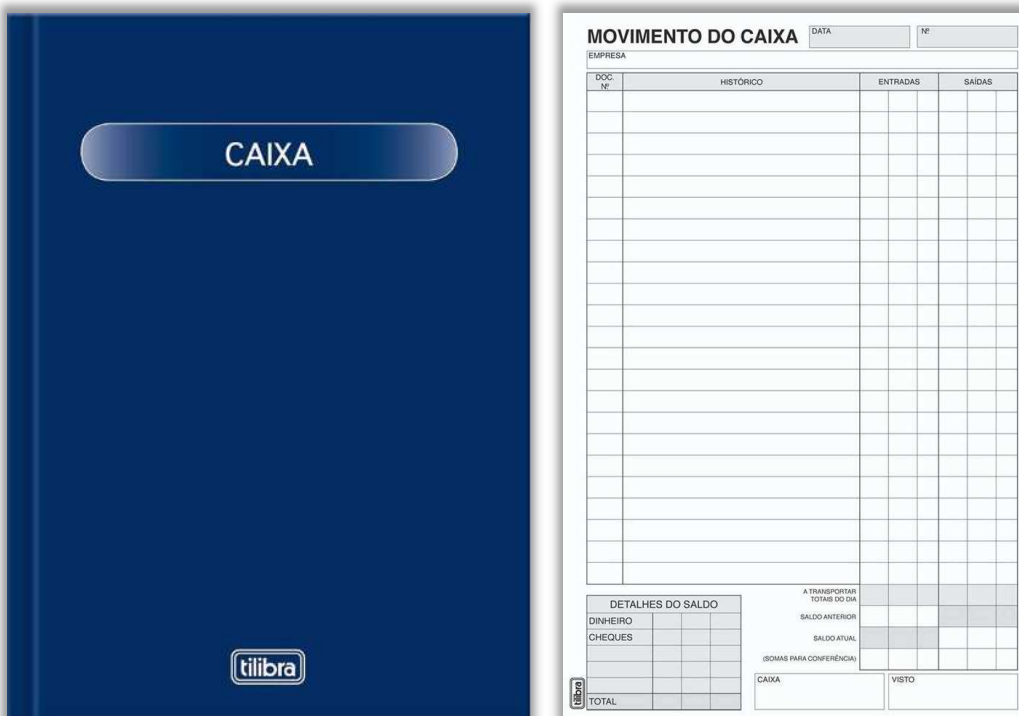 CAIXA
tilibra
MOVIMENTO DO CAIXA
DATA
Nº
EMPRESA
DOC. Nº
HISTÓRICO
ENTRADAS
SAÍDAS
A TRANSPORTAR
TOTAIS DO DIA
SALDO ANTERIOR
SALDO ATUAL
(SOMAS PARA CONFERÊNCIA)
DETALHES DO SALDO
DINHEIRO
CHEQUES
TOTAL
CAIXA
VISTO
tilibra